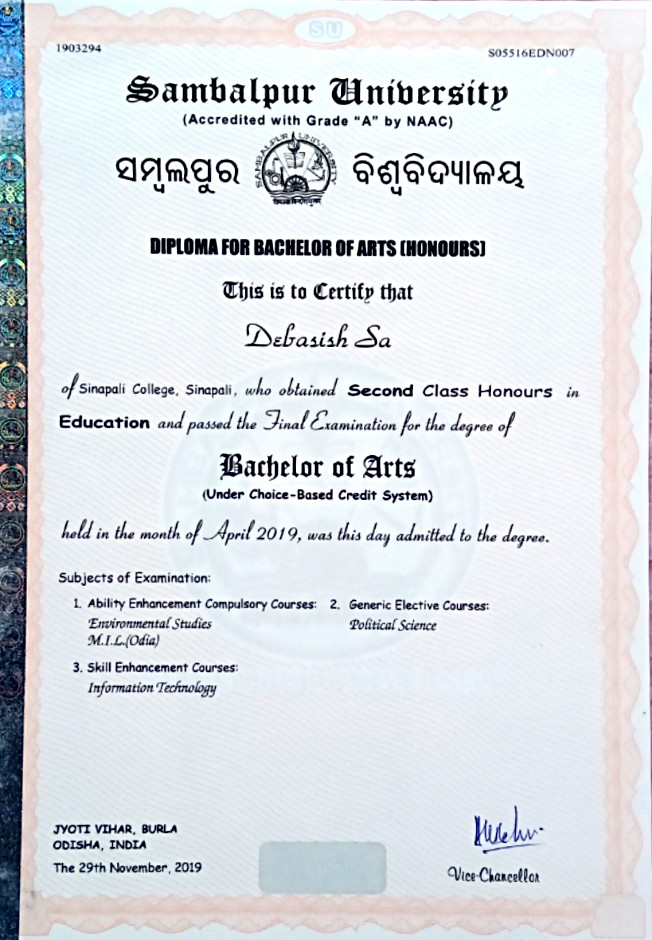 SU
1903294
S05516EDN007
Sambalpur University
(Accredited with Grade "A" by NAAC)
ସମ୍ବଲପୁର ବିଶ୍ୱବିଦ୍ୟାଳୟ
SAMBALPUR UNIVERSITY
DIPLOMA FOR BACHELOR OF ARTS (HONOURS)
This is to Certify that
Debasish Sa
of Sinapali College, Sinapali, who obtained Second Class Honours in
Education and passed the Final Examination for the degree of
Bachelor of Arts
(Under Choice-Based Credit System)
held in the month of April 2019, was this day admitted to the degree.
Subjects of Examination:
1. Ability Enhancement Compulsory Courses: 2. Generic Elective Courses:
Environmental Studies Political Science
M.I.L.(Odia)
3. Skill Enhancement Courses:
Information Technology
JYOTI VIHAR, BURLA
ODISHA, INDIA
The 29th November, 2019
Vice-Chancellor